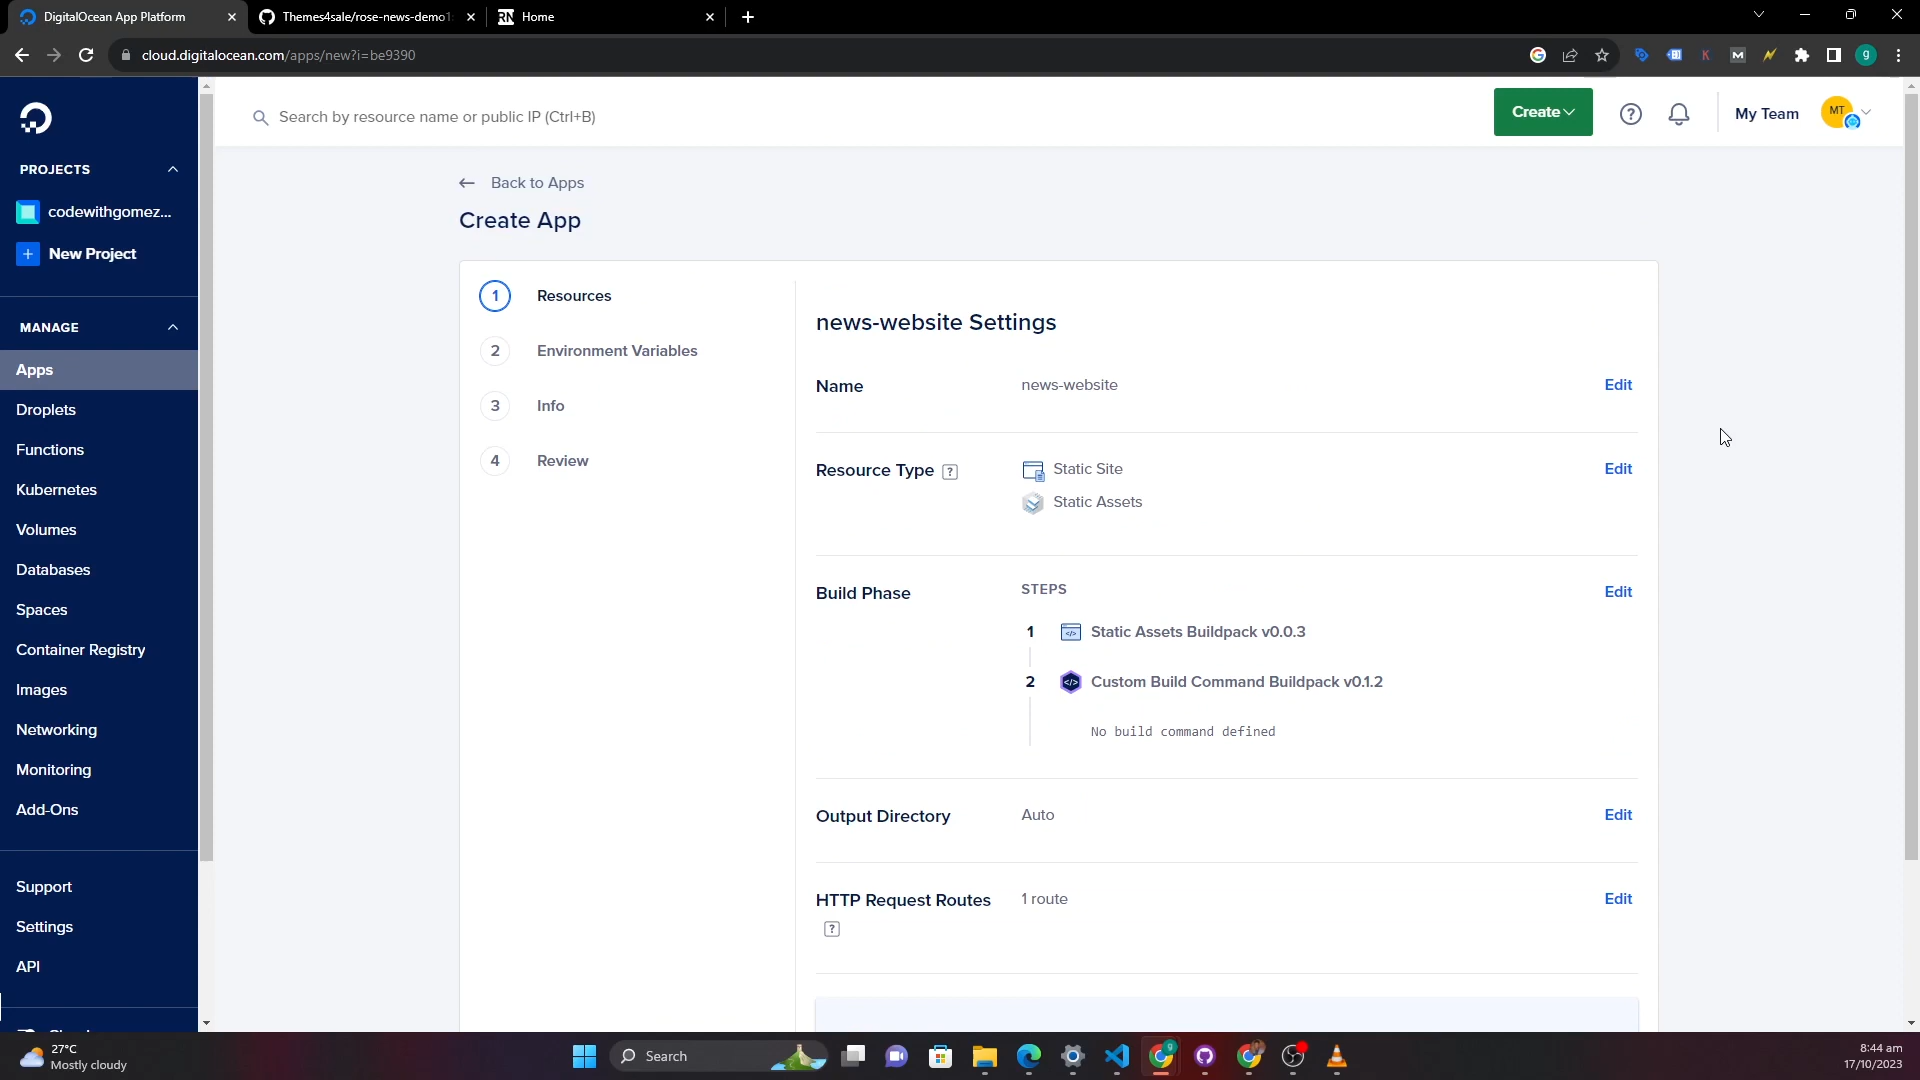 DigitalOcean App Platform
Themes4sale/rose-news-demo1
RN Home
cloud.digitalocean.com/apps/new?i=be9390
g
Search by resource name or public IP (Ctrl+B)
Create
My Team
MT
PROJECTS
codewithgomez...
New Project
MANAGE
Apps
Droplets
Functions
Kubernetes
Volumes
Databases
Spaces
Container Registry
Images
Networking
Monitoring
Add-Ons
Support
Settings
API
Back to Apps
Create App
1 Resources
2 Environment Variables
3 Info
4 Review
news-website Settings
Name news-website Edit
Resource Type ? Static Site Edit
Static Assets
Build Phase STEPS Edit
1 Static Assets Buildpack v0.0.3
2 Custom Build Command Buildpack v0.1.2
No build command defined
Output Directory Auto Edit
HTTP Request Routes 1 route Edit
?
27°C
Mostly cloudy
Search
8:44 am
17/10/2023